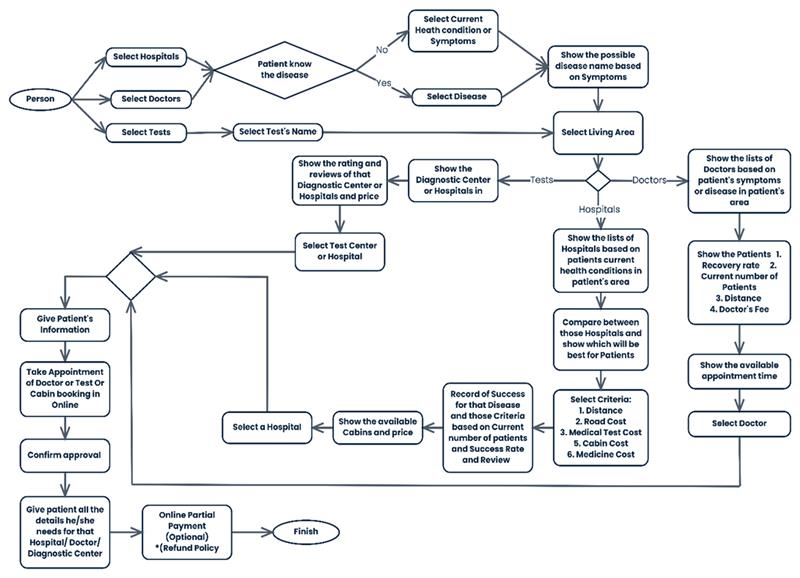 Select Current
Heath condition or
Symptoms
Select Hospitals
No
Patient know
the disease
Show the possible
disease name based
on Symptoms
Yes
Person
Select Doctors
Select Disease
Select Tests
Select Test's Name
Select Living Area
Show the rating and
reviews of that
Diagnostic Center or
Hospitals and price
Show the
Diagnostic Center
or Hospitals in
Tests
Doctors
Show the lists of
Doctors based on
patient's symptoms
or disease in patient's
area
Hospitals
Select Test Center
or Hospital
Show the lists of
Hospitals based on
patients current
health conditions in
patient's area
Show the Patients 1.
Recovery rate 2.
Current number of
Patients
3. Distance
4. Doctor's Fee
Give Patient's
Information
Compare between
those Hospitals and
show which will be
best for Patients
Show the available
appointment time
Take Appointment
of Doctor or Test Or
Cabin booking in
Online
Select a Hospital
Show the available
Cabins and price
Record of Success
for that Disease
and those Criteria
based on Current
number of patients
and Success Rate
and Review
Select Criteria:
1. Distance
2. Road Cost
3. Medical Test Cost
5. Cabin Cost
6. Medicine Cost
Select Doctor
Confirm approval
Give patient all the
details he/she
needs for that
Hospital/ Doctor/
Diagnostic Center
Online Partial
Payment
(Optional)
*(Refund Policy
Finish